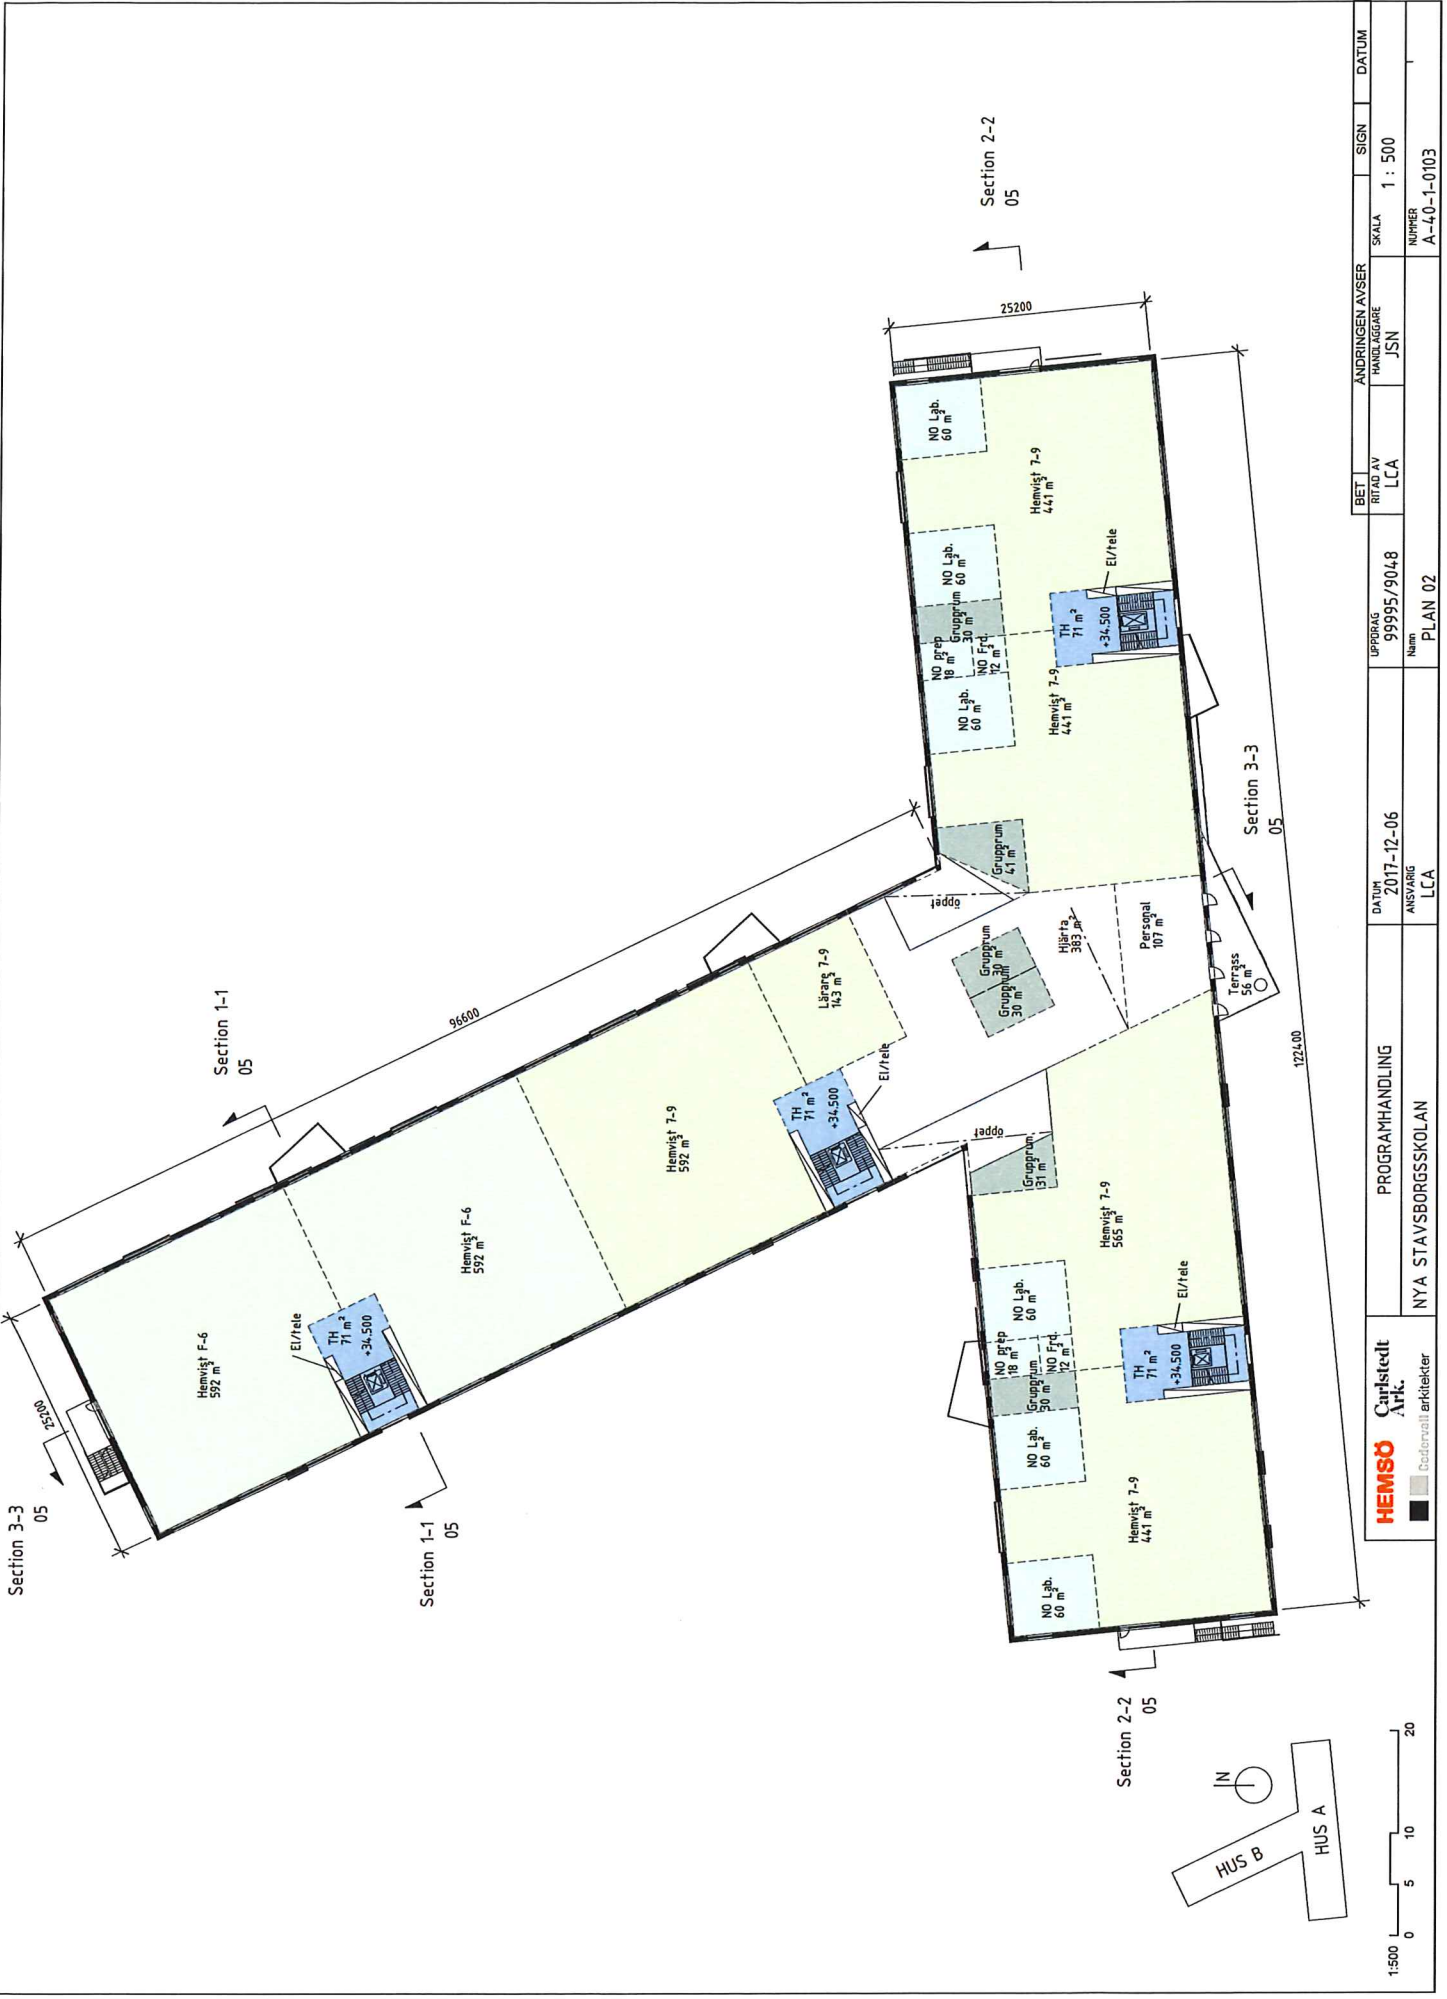 Section 3-3
05
25200
Section 1-1
05
96600
Hemvist F-6
592 m²
El/tele
TH
71 m²
+34.500
Hemvist F-6
592 m²
Section 1-1
05
Hemvist 7-9
592 m²
TH
71 m²
+34.500
El/tele
Lärare 7-9
143 m²
öppet
öppet
Grupprum
30 m²
Grupprum
30 m²
Hjärta
383 m²
Personal
107 m²
Terrass
56 m²
Grupprum
41 m²
NO Lab.
60 m²
NO prep
18 m²
NO Frd.
12 m²
Grupprum
30 m²
NO Lab.
60 m²
NO Lab.
60 m²
Hemvist 7-9
441 m²
Hemvist 7-9
441 m²
TH
71 m²
+34.500
El/tele
25200
Section 2-2
05
Section 3-3
05
122400
Grupprum
31 m²
Hemvist 7-9
565 m²
NO Lab.
60 m²
NO prep
18 m²
NO Frd.
12 m²
Grupprum
30 m²
NO Lab.
60 m²
NO Lab.
60 m²
Hemvist 7-9
441 m²
TH
71 m²
+34.500
El/tele
Section 2-2
05
N
HUS B
HUS A
1:500
0 5 10 20
HEMSÖ
Carlstedt
Ark.
Cedervall arkitekter
PROGRAMHANDLING
NYA STAVSBORGSSKOLAN
DATUM
2017-12-06
ANSVARIG
LCA
UPPDRAG
99995/9048
Namn
PLAN 02
BET ÄNDRINGEN AVSER SIGN DATUM
RITAD AV
LCA
HANDLÄGGARE
JSN
SKALA
1 : 500
NUMMER
A-40-1-0103